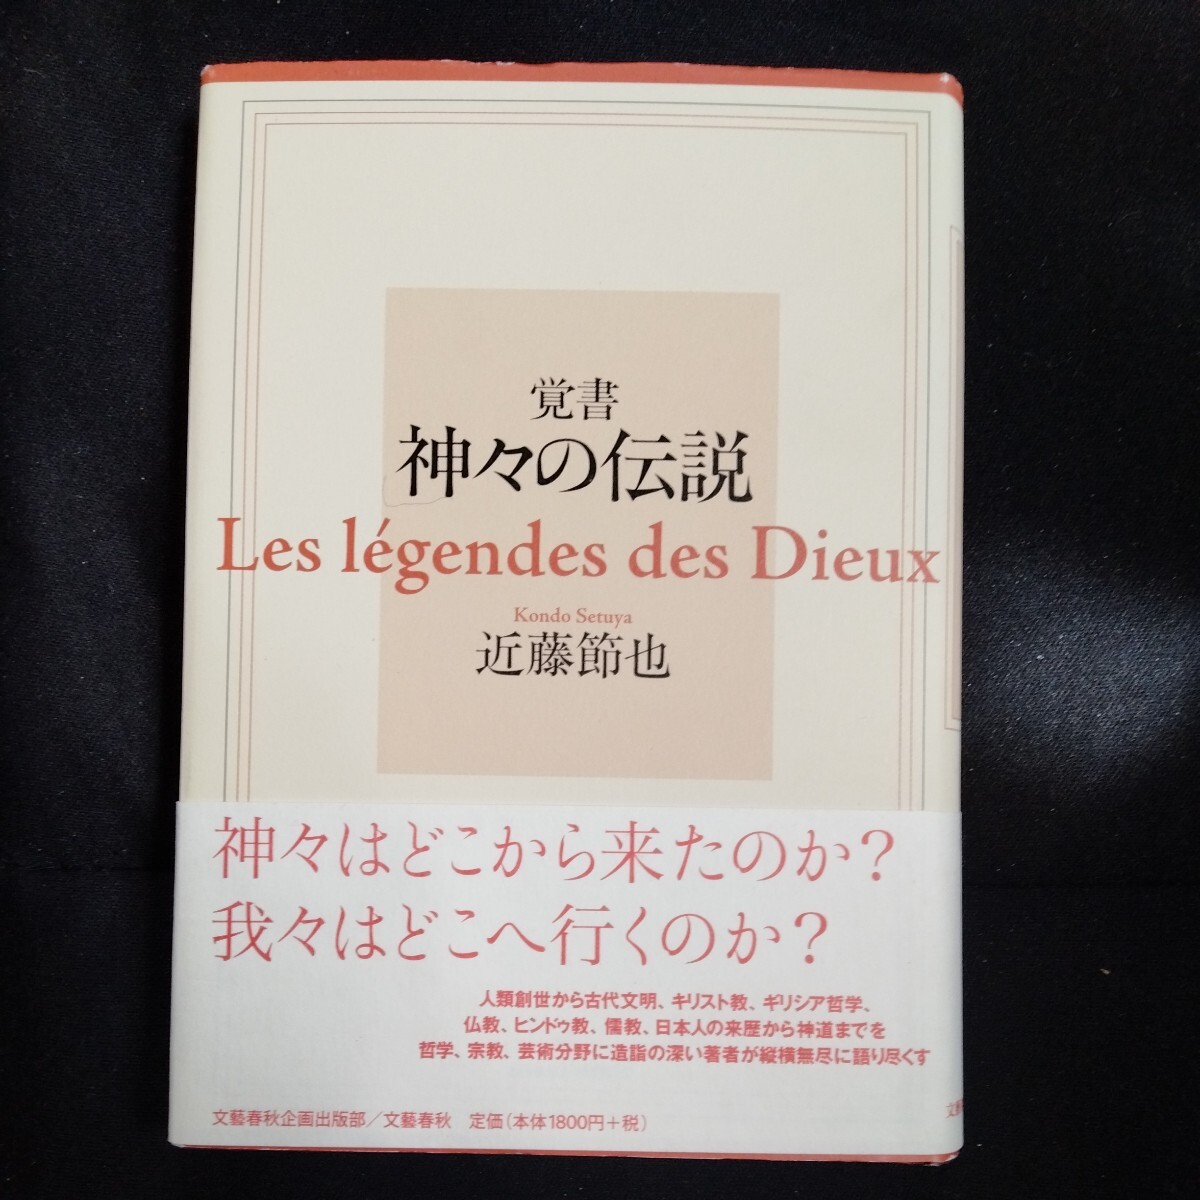 覚書
神々の伝説
Les légendes des Dieux
Kondo Setuya
近藤節也
神々はどこから来たのか?
我々はどこへ行くのか?
人類創世から古代文明、キリスト教、ギリシア哲学、
仏教、ヒンドゥ教、儒教、日本人の来歴から神道までを
哲学、宗教、芸術分野に造詣の深い著者が縦横無尽に語り尽くす
文藝春秋企画出版部／文藝春秋 定価(本体1800円+税)